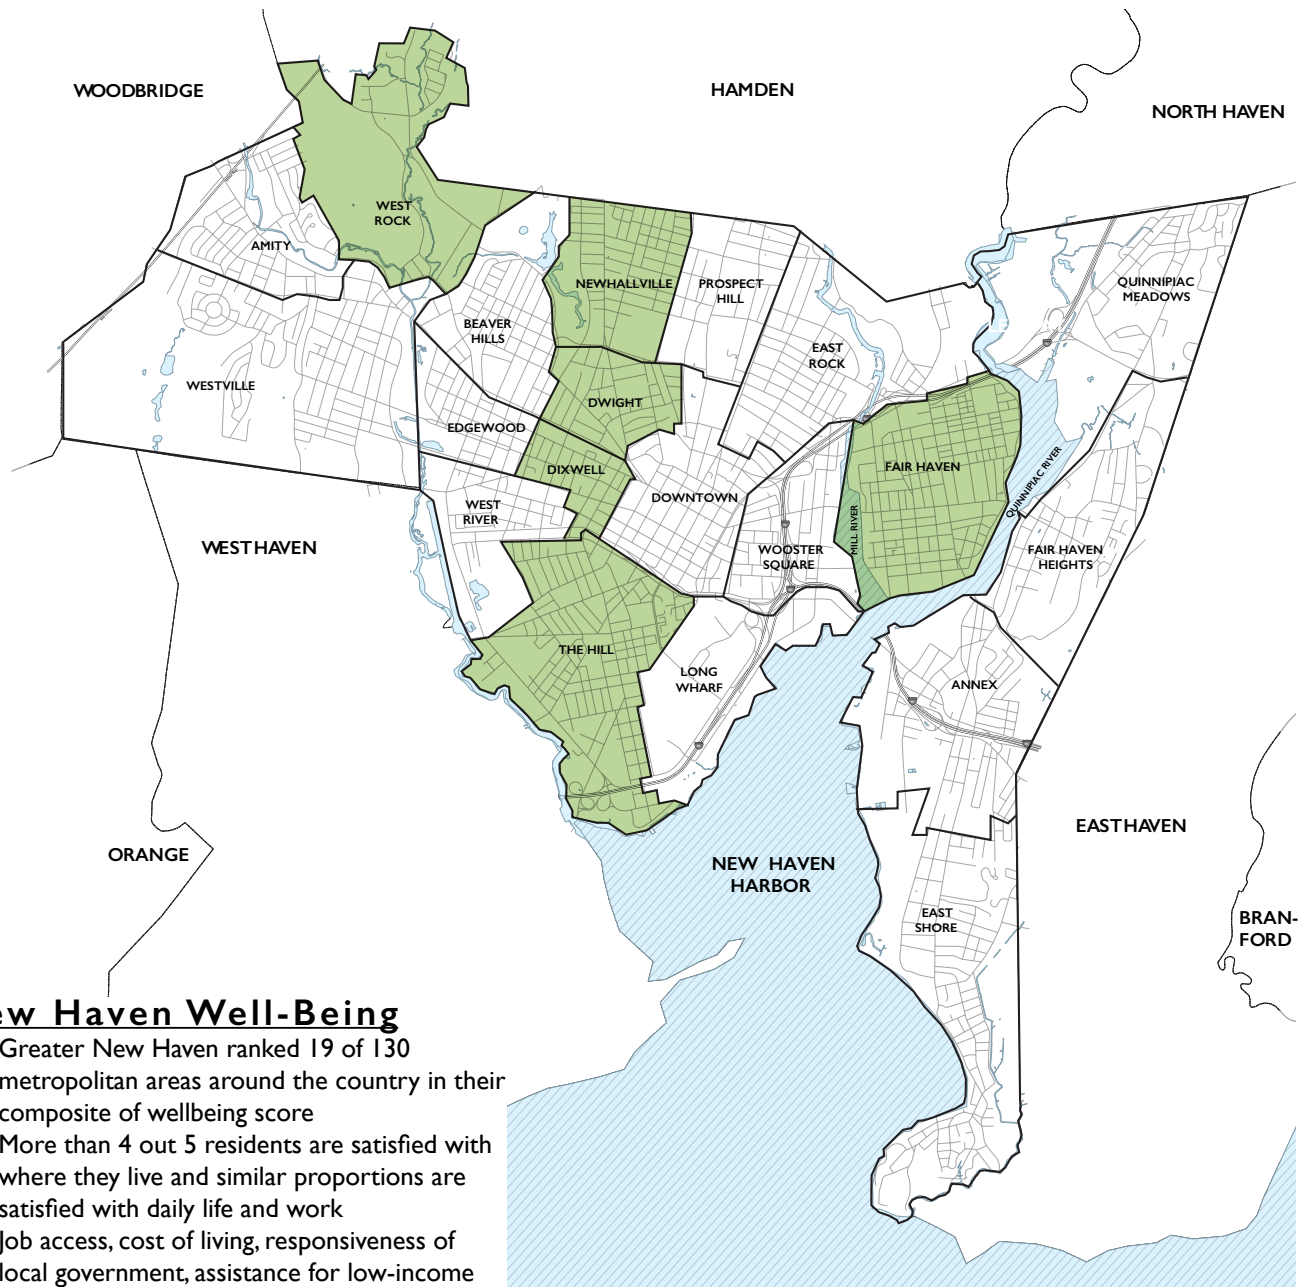 WOODBRIDGE
HAMDEN
NORTH HAVEN
WEST
ROCK
AMITY
NEWHALLVILLE
PROSPECT
HILL
QUINNIPIAC
MEADOWS
BEAVER
HILLS
EAST
ROCK
WESTVILLE
DWIGHT
EDGEWOOD
DIXWELL
FAIR HAVEN
DOWNTOWN
QUINNIPIAC RIVER
WEST
RIVER
MILL RIVER
WEST HAVEN
WOOSTER
SQUARE
FAIR HAVEN
HEIGHTS
THE HILL
LONG
WHARF
ANNEX
EAST HAVEN
ORANGE
NEW HAVEN
HARBOR
EAST
SHORE
BRAN-
FORD
ew Haven Well-Being
Greater New Haven ranked 19 of 130
metropolitan areas around the country in their
composite of wellbeing score
More than 4 out 5 residents are satisfied with
where they live and similar proportions are
satisfied with daily life and work
Job access, cost of living, responsiveness of
local government, assistance for low-income